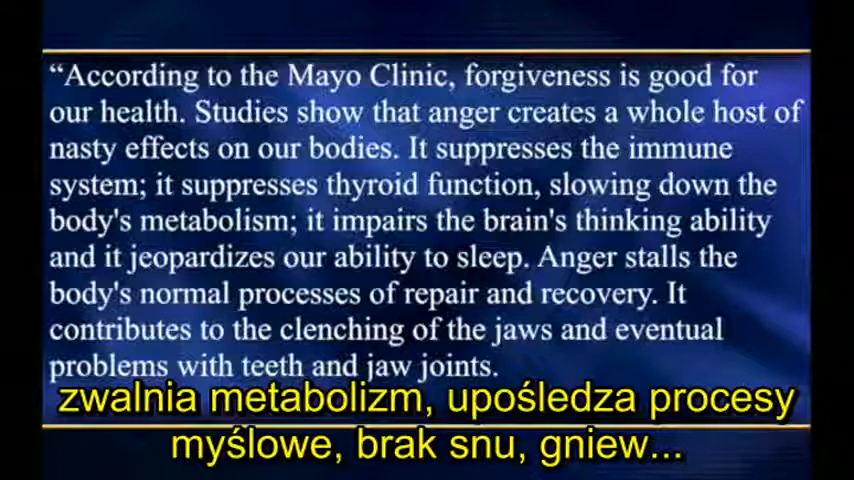 “According to the Mayo Clinic, forgiveness is good for
our health. Studies show that anger creates a whole host of
nasty effects on our bodies. It suppresses the immune
system; it suppresses thyroid function, slowing down the
body's metabolism; it impairs the brain's thinking ability
and it jeopardizes our ability to sleep. Anger stalls the
body's normal processes of repair and recovery. It
contributes to the clenching of the jaws and eventual
problems with teeth and jaw joints.
zwalnia metabolizm, upośledza procesy
myślowe, brak snu, gniew...